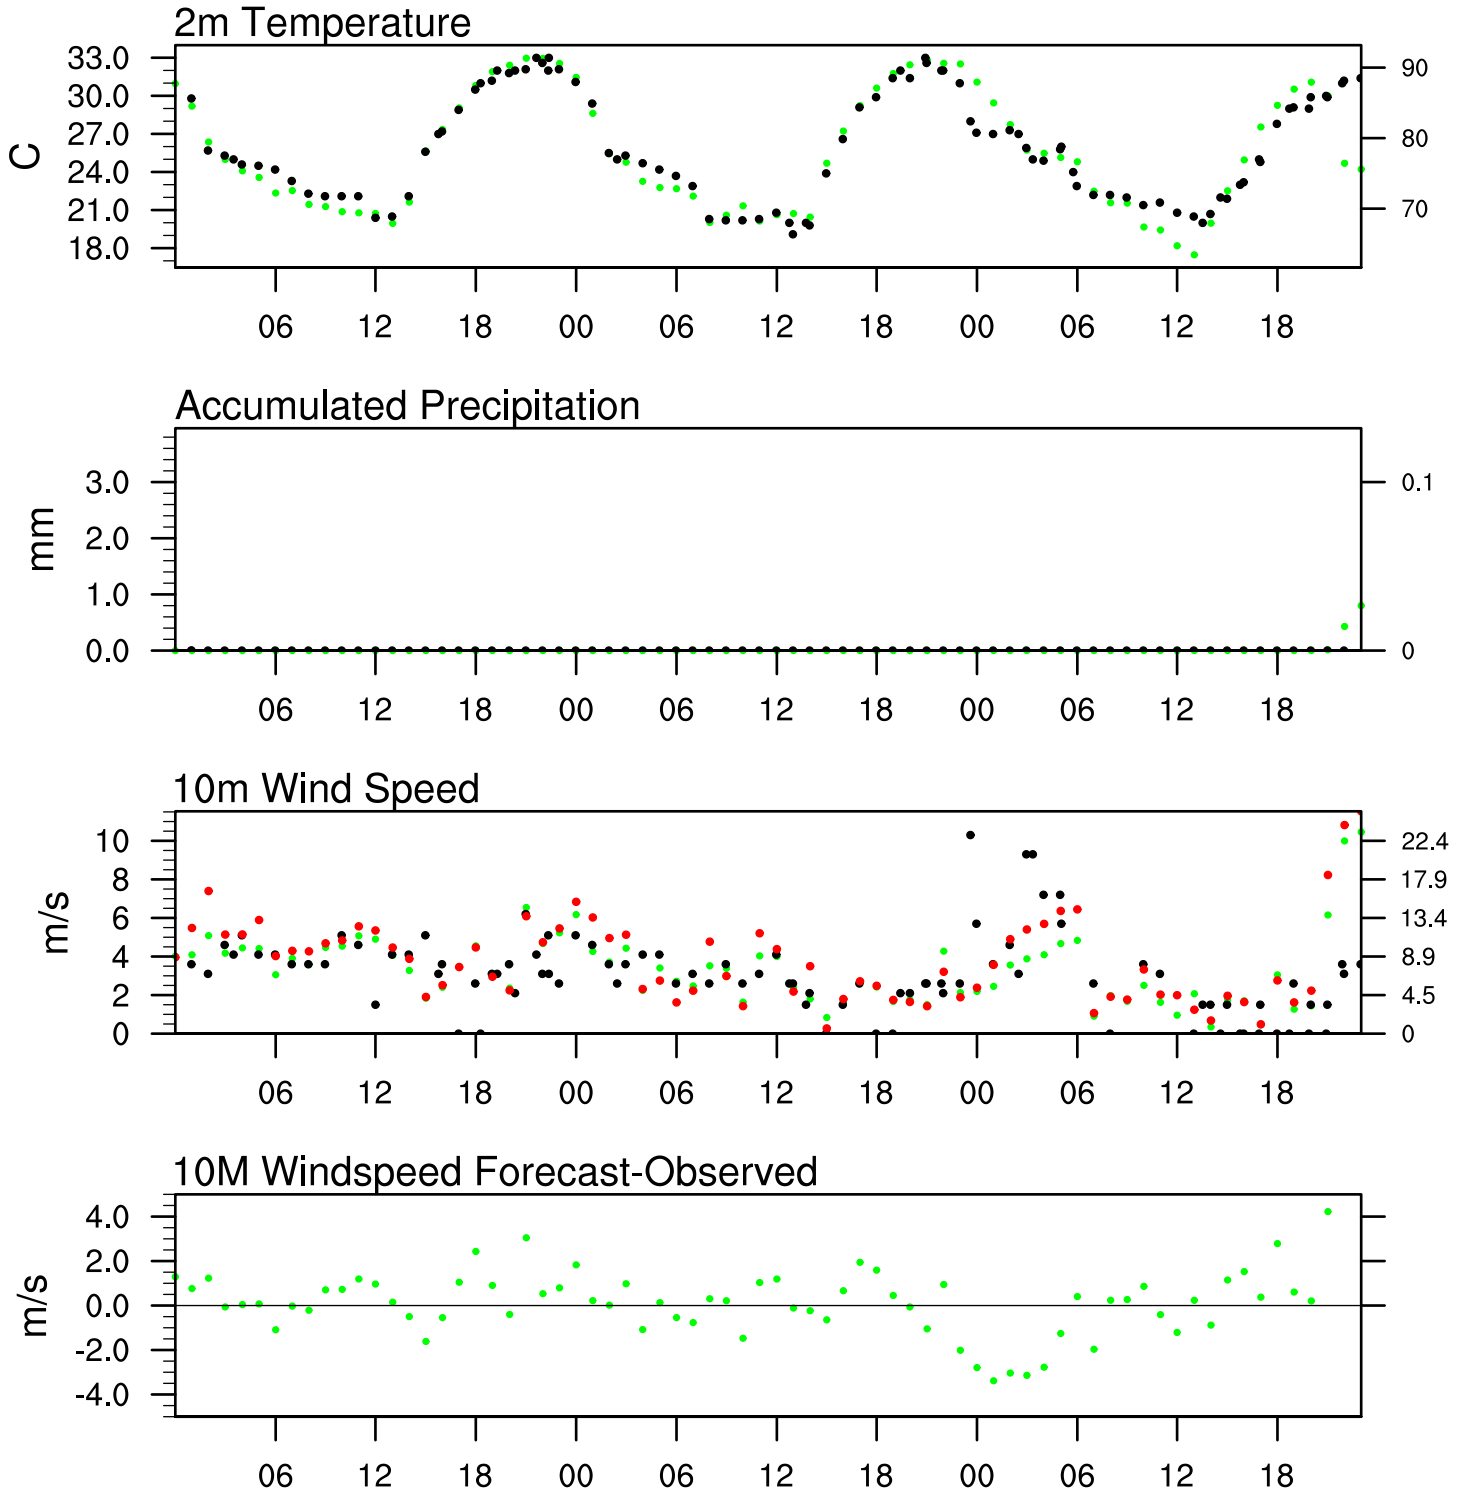 2m Temperature
33.0
30.0
27.0
24.0
21.0
18.0
C
90
80
70
06 12 18 00 06 12 18 00 06 12 18
Accumulated Precipitation
3.0
2.0
1.0
0.0
mm
0.1
0
06 12 18 00 06 12 18 00 06 12 18
10m Wind Speed
10
8
6
4
2
0
m/s
22.4
17.9
13.4
8.9
4.5
0
06 12 18 00 06 12 18 00 06 12 18
10M Windspeed Forecast-Observed
4.0
2.0
0.0
-2.0
-4.0
m/s
06 12 18 00 06 12 18 00 06 12 18